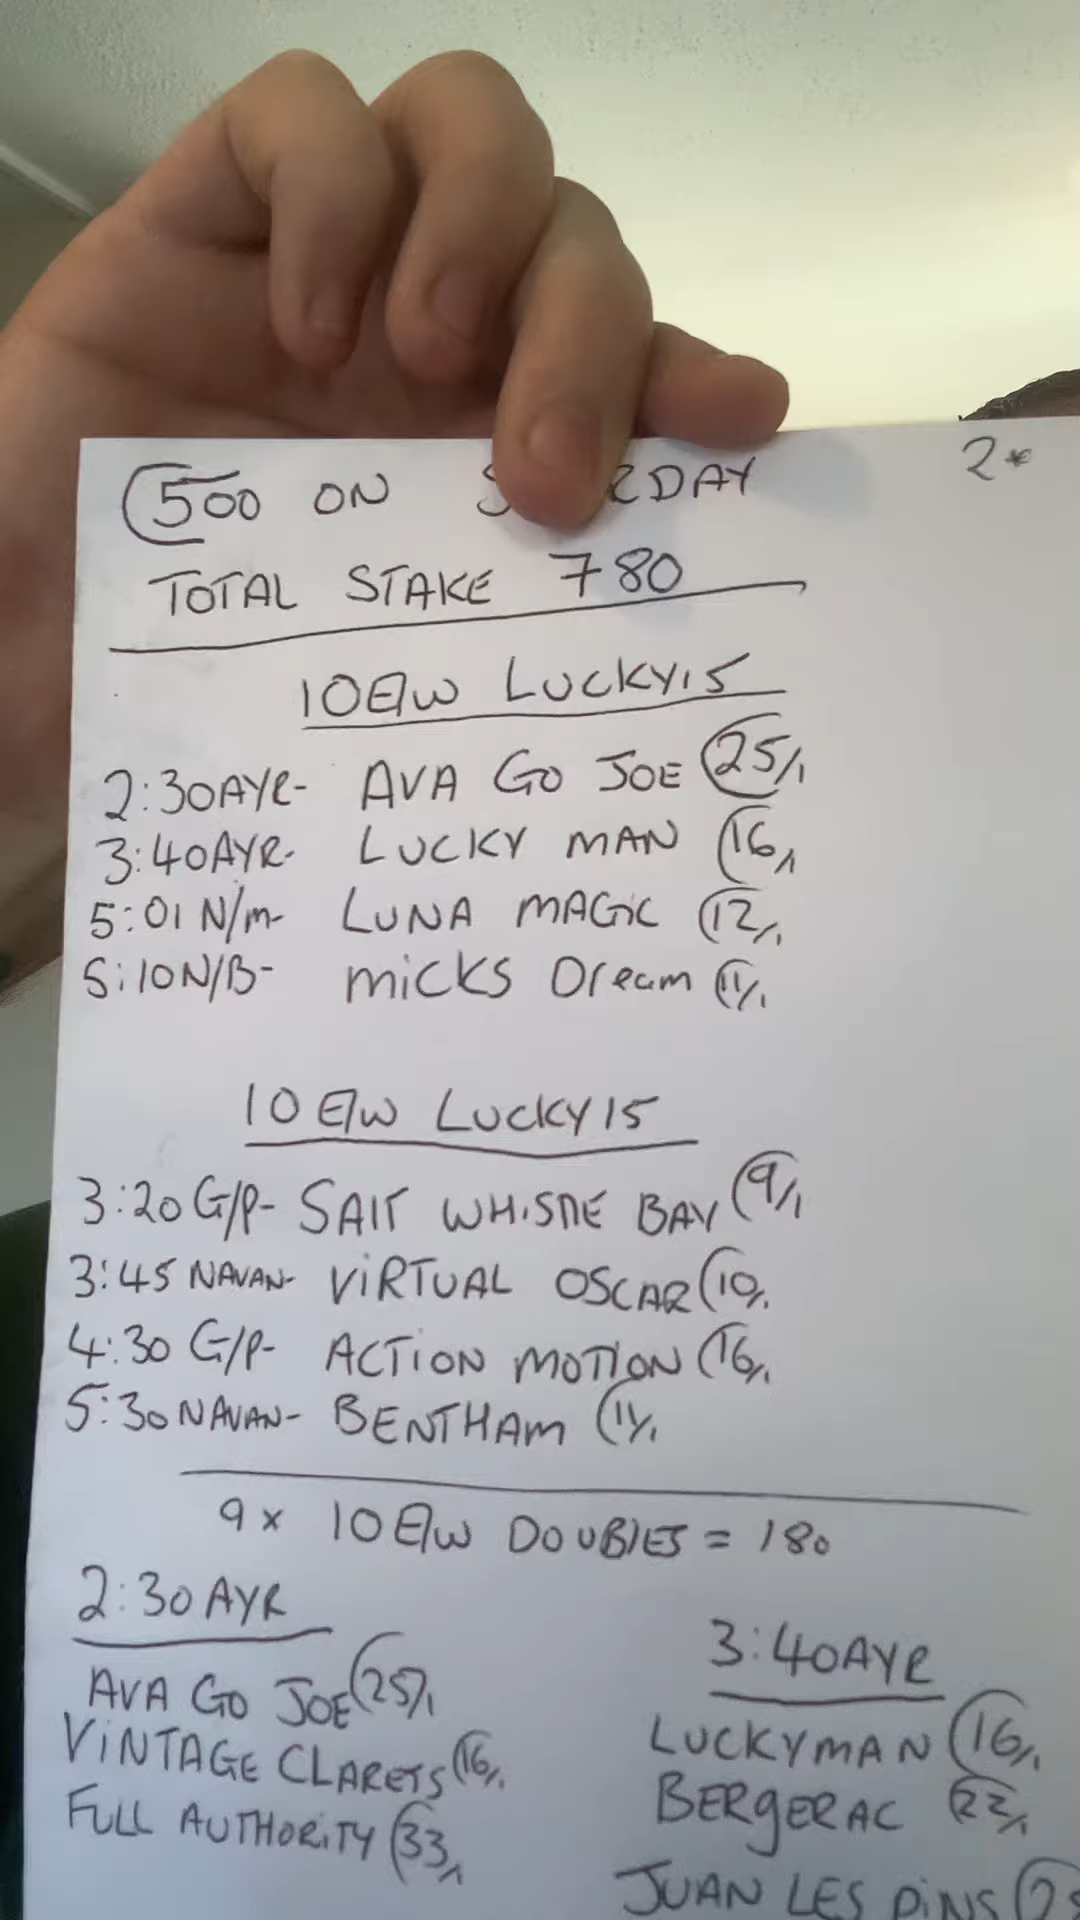 500 ON
2*
TOTAL STAKE 780
10 E/W LUCKY15
2:30 AYR- AVA GO JOE (25/1
3:40 AYR- LUCKY MAN (16/1
5:01 N/m- LUNA MAGIC (12/1
5:10 N/B- MICKS Dream (11/1
10 E/W LUCKY 15
3:20 G/P- SALT WHISTLE BAY (9/1
3:45 NAVAN- VIRTUAL OSCAR (10/1
4:30 G/P- ACTION MOTION (16/1
5:30 NAVAN- BENTHAM (11/1
9 x 10 E/W DOUBLES = 180
2:30 AYR
AVA GO JOE (25/1
VINTAGE CLARETS (16/1
FULL AUTHORITY (33/1
3:40 AYR
LUCKYMAN (16/1
BERGERAC (22/1
JUAN LES PINS